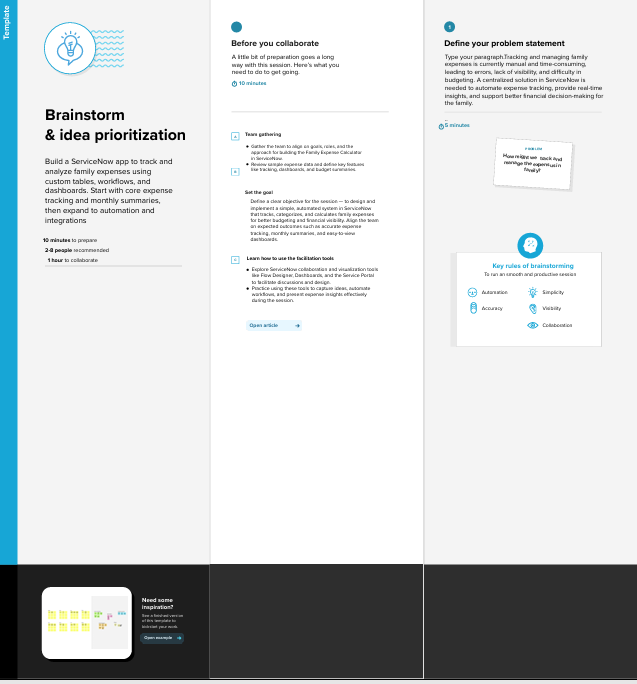 Template
Brainstorm
& idea prioritization
Build a ServiceNow app to track and
analyze family expenses using
custom tables, workflows, and
dashboards. Start with core expense
tracking and monthly summaries,
then expand to automation and
integrations
10 minutes to prepare
2-8 people recommended
1 hour to collaborate
Before you collaborate
A little bit of preparation goes a long
way with this session. Here's what you
need to do to get going.
10 minutes
A
Team gathering
Gather the team to align on goals, roles, and the
approach for building the Family Expense Calculator
in ServiceNow.
Review sample expense data and define key features
like tracking, dashboards, and budget summaries.
B
Set the goal
Define a clear objective for the session — to design and
implement a simple, automated system in ServiceNow
that tracks, categorizes, and calculates family expenses
for better budgeting and financial visibility. Align the team
on expected outcomes such as accurate expense
tracking, monthly summaries, and easy-to-view
dashboards.
C
Learn how to use the facilitation tools
Explore ServiceNow collaboration and visualization tools
like Flow Designer, Dashboards, and the Service Portal
to facilitate discussions and design.
Practice using these tools to capture ideas, automate
workflows, and present expense insights effectively
during the session.
Open article
1
Define your problem statement
Type your paragraph.Tracking and managing family
expenses is currently manual and time-consuming,
leading to errors, lack of visibility, and difficulty in
budgeting. A centralized solution in ServiceNow is
needed to automate expense tracking, provide real-time
insights, and support better financial decision-making for
the family.
5 minutes
PROBLEM
How might we track and
manage the expenses in
family?
Key rules of brainstorming
To run an smooth and productive session
Automation
Simplicity
Accuracy
Visibility
Collaboration
Need some
inspiration?
See a finished version
of this template to
kickstart your work.
Open example